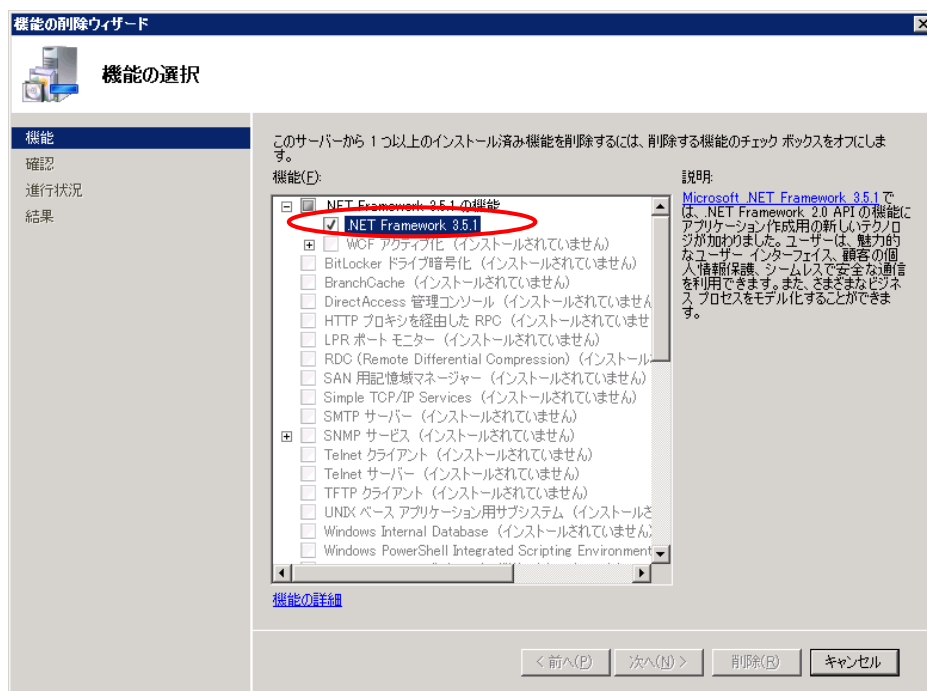 機能の削除ウィザード
機能の選択
機能
確認
進行状況
結果
このサーバーから 1 つ以上のインストール済み機能を削除するには、削除する機能のチェック ボックスをオフにしま
す。
機能(F):
.NET Framework 3.5.1 の機能
.NET Framework 3.5.1
WCF アクティブ化 (インストールされていません)
BitLocker ドライブ暗号化 (インストールされていません)
BranchCache (インストールされていません)
DirectAccess 管理コンソール (インストールされていません
HTTP プロキシを経由した RPC (インストールされていませ
LPR ポート モニター (インストールされていません)
RDC (Remote Differential Compression) (インストール
SAN 用記憶域マネージャー (インストールされていません)
Simple TCP/IP Services (インストールされていません)
SMTP サーバー (インストールされていません)
SNMP サービス (インストールされていません)
Telnet クライアント (インストールされていません)
Telnet サーバー (インストールされていません)
TFTP クライアント (インストールされていません)
UNIX ベース アプリケーション用サブシステム (インストールさ
Windows Internal Database (インストールされていません)
Windows PowerShell Integrated Scripting Environment
機能の詳細
説明:
Microsoft .NET Framework 3.5.1 で
は、.NET Framework 2.0 API の機能に
アプリケーション作成用の新しいテクノロ
ジが加わりました。ユーザーは、魅力的
なユーザー インターフェイス、顧客の個
人情報保護、シームレスで安全な通信
を利用できます。また、さまざまなビジネ
ス プロセスをモデル化することができま
す。
< 前へ(P)
次へ(N) >
削除(R)
キャンセル